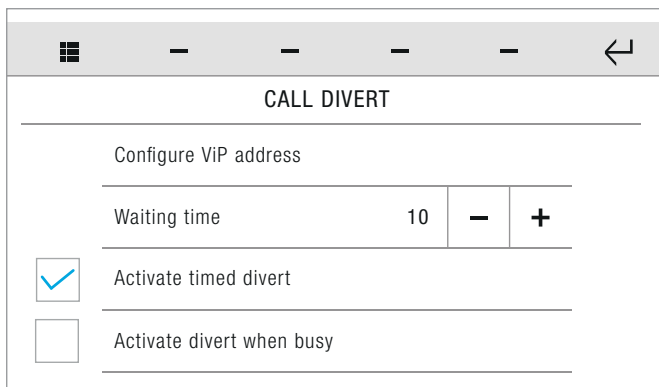 CALL DIVERT
Configure ViP address
Waiting time 10 − +
Activate timed divert
Activate divert when busy